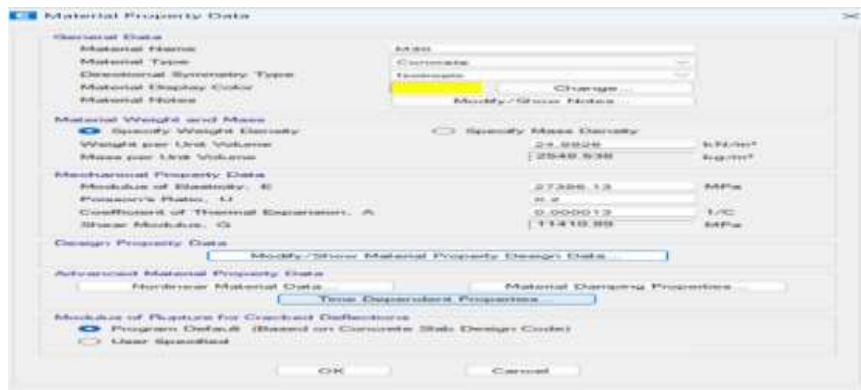 Material Property Data
General Data
Material Name M30
Material Type Concrete
Directional Symmetry Type Isotropic
Material Display Color Change...
Material Notes Modify/Show Notes...
Material Weight and Mass
Specify Weight Density Specify Mass Density
Weight per Unit Volume kN/m³
Mass per Unit Volume kg/m³
Mechanical Property Data
Modulus of Elasticity, E 27386.13 MPa
Poisson's Ratio, U 0.2
Coefficient of Thermal Expansion, A 0.000013 1/C
Shear Modulus, G 11410.89 MPa
Design Property Data
Modify/Show Material Property Design Data...
Advanced Material Property Data
Nonlinear Material Data... Material Damping Properties...
Time Dependent Properties...
Modulus of Rupture for Cracked Deflections
Program Default (Based on Concrete Slab Design Code)
User Specified
OK Cancel